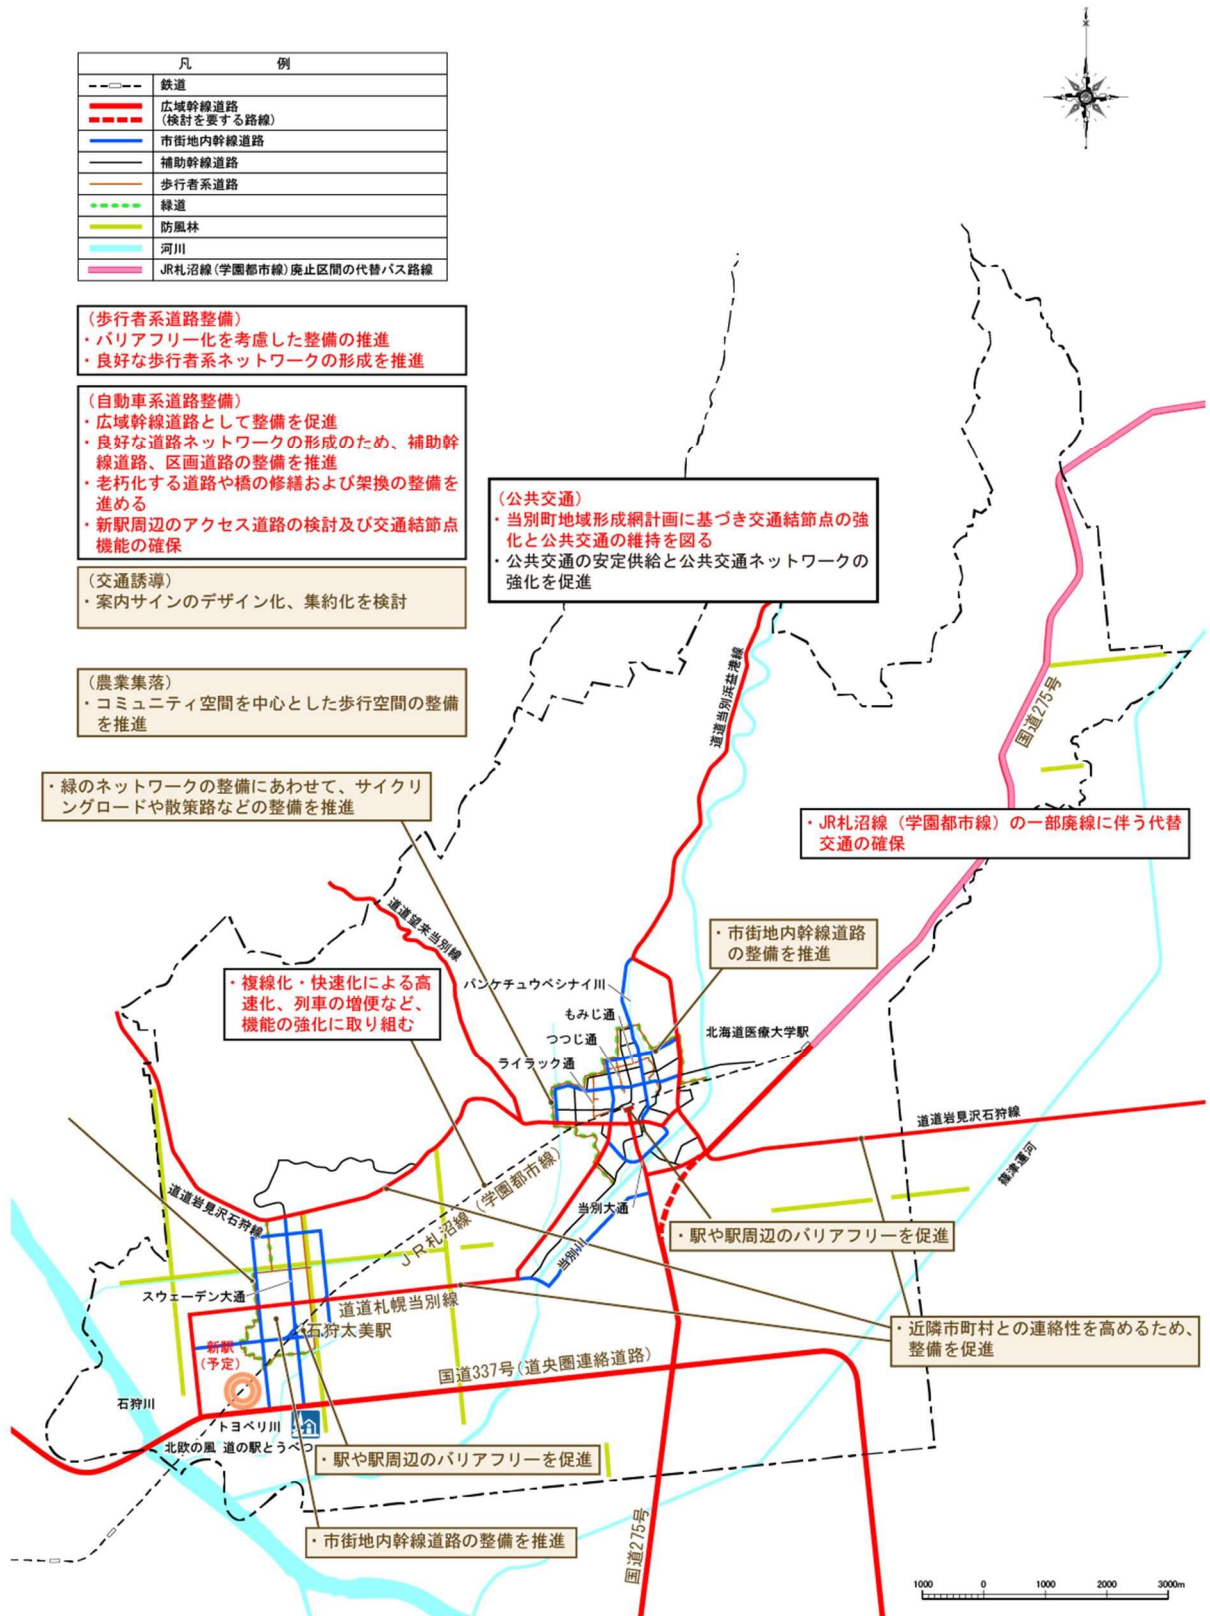 凡 例
鉄道
広域幹線道路
(検討を要する路線)
市街地内幹線道路
補助幹線道路
歩行者系道路
緑道
防風林
河川
JR札沼線(学園都市線)廃止区間の代替バス路線
（歩行者系道路整備）
・バリアフリー化を考慮した整備の推進
・良好な歩行者系ネットワークの形成を推進
（自動車系道路整備）
・広域幹線道路として整備を促進
・良好な道路ネットワークの形成のため、補助幹
線道路、区画道路の整備を推進
・老朽化する道路や橋の修繕および架換の整備を
進める
・新駅周辺のアクセス道路の検討及び交通結節点
機能の確保
（交通誘導）
・案内サインのデザイン化、集約化を検討
（農業集落）
・コミュニティ空間を中心とした歩行空間の整備
を推進
（公共交通）
・当別町地域形成網計画に基づき交通結節点の強
化と公共交通の維持を図る
・公共交通の安定供給と公共交通ネットワークの
強化を促進
道道当別浜益港線
国道275号
・緑のネットワークの整備にあわせて、サイクリ
ングロードや散策路などの整備を推進
・JR札沼線（学園都市線）の一部廃線に伴う代替
交通の確保
道道望来当別線
・市街地内幹線道路
の整備を推進
・複線化・快速化による高
速化、列車の増便など、
機能の強化に取り組む
パンケチュウベシナイ川
もみじ通
つつじ通
ライラック通
北海道医療大学駅
道道岩見沢石狩線
篠津運河
道道岩見沢石狩線
JR札沼線（学園都市線）
当別大通
当別川
・駅や駅周辺のバリアフリーを促進
スウェーデン大通
道道札幌当別線
石狩太美駅
新駅
（予定）
・近隣市町村との連絡性を高めるため、
整備を促進
国道337号(道央圏連絡道路)
石狩川
トヨベリ川
北欧の風 道の駅とうべつ
・駅や駅周辺のバリアフリーを促進
・市街地内幹線道路の整備を推進
国道275号
1000 0 1000 2000 3000m